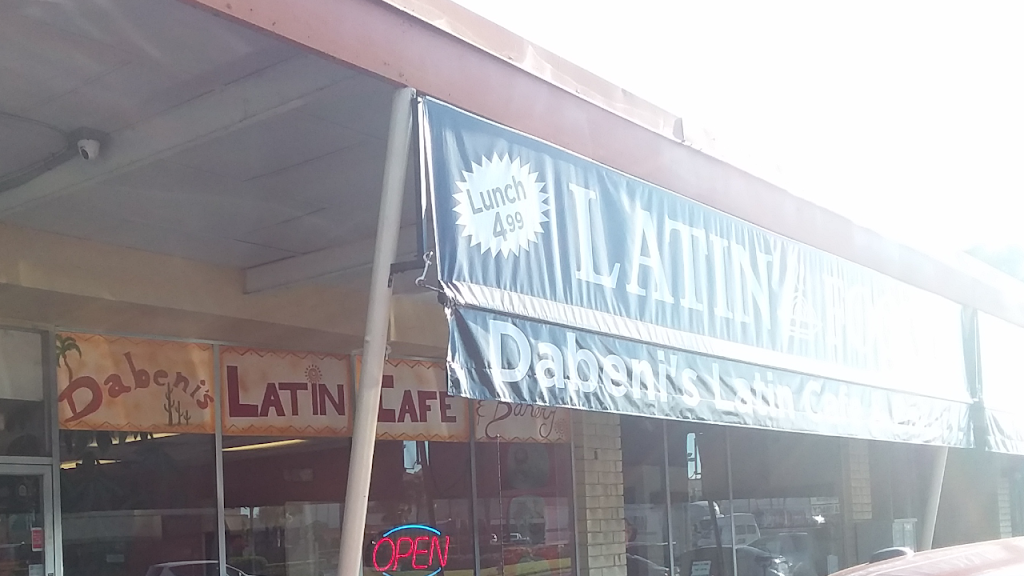 Lunch
4.99
LATIN
Dabeni's Latin
Dabeni's LATIN CAFE
OPEN